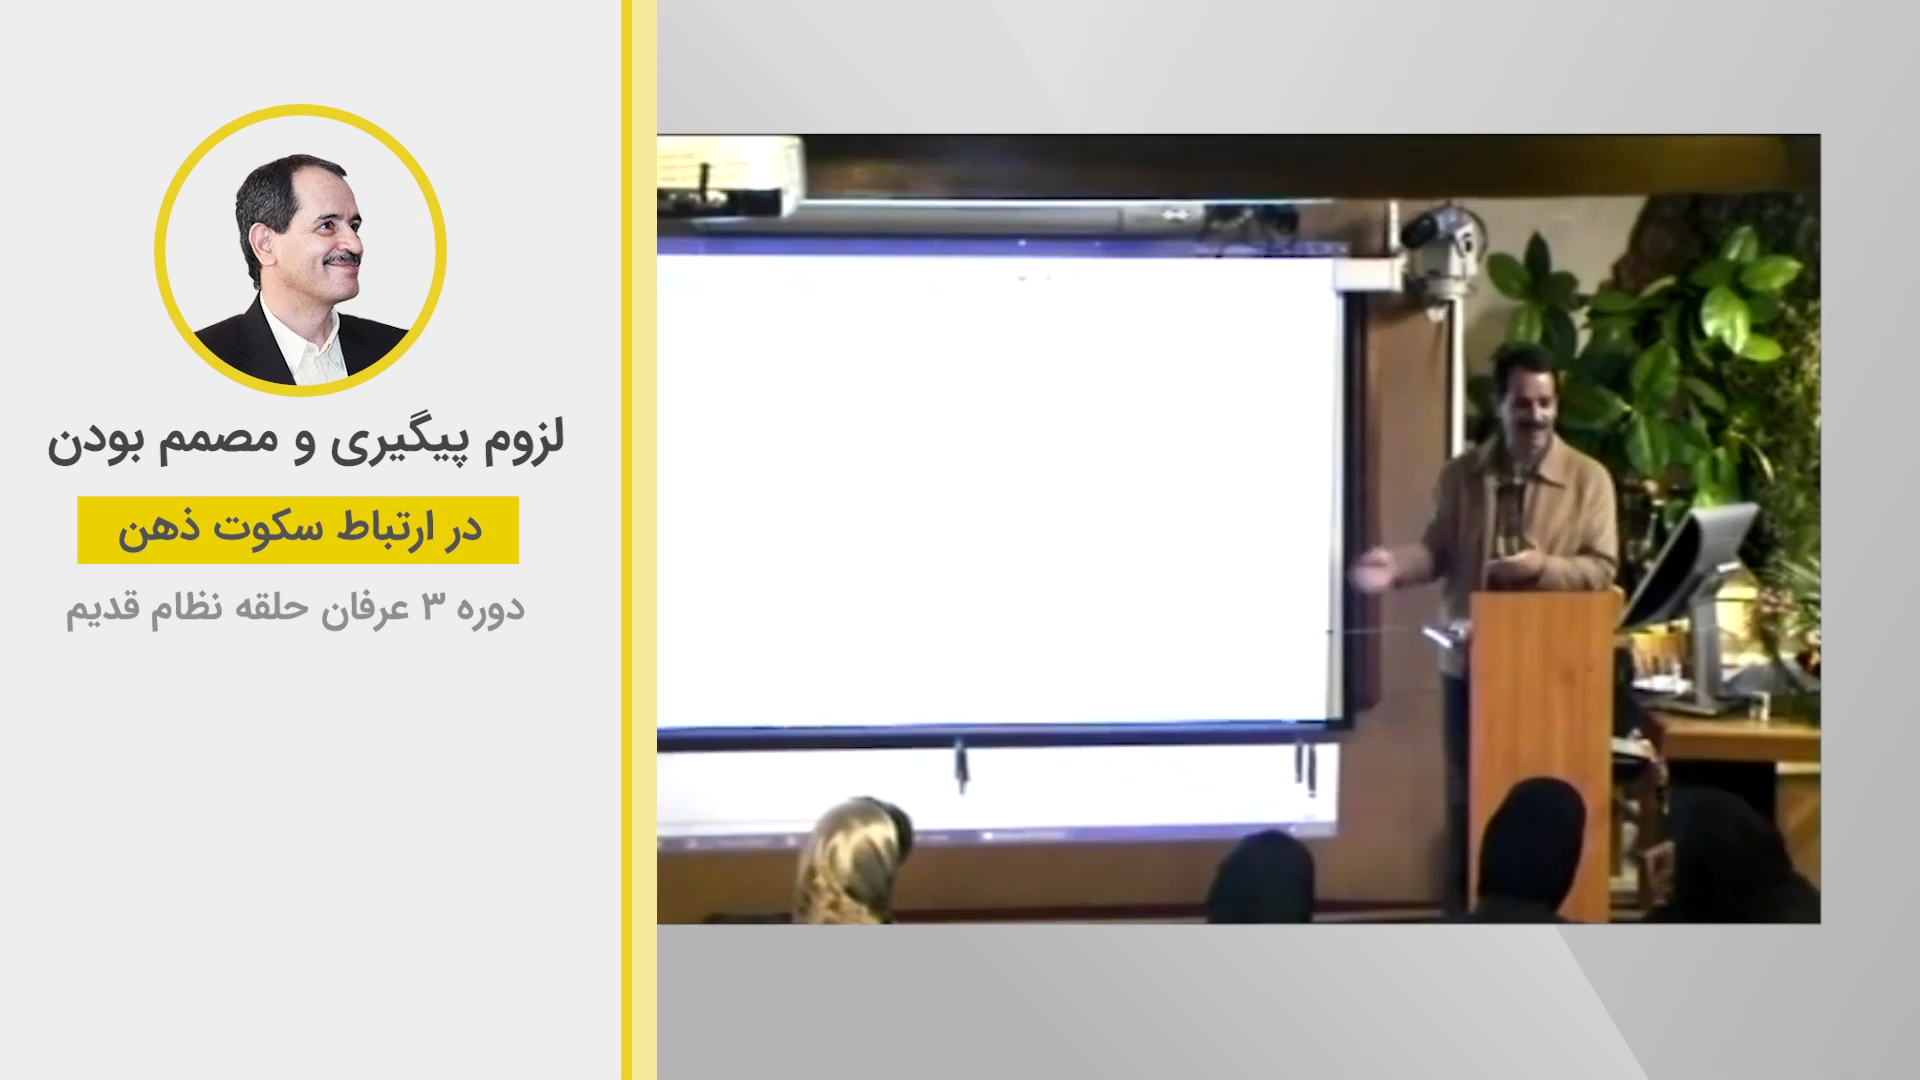 لزوم پیگیری و مصمم بودن
در ارتباط سکوت ذهن
دوره ۳ عرفان حلقه نظام قدیم